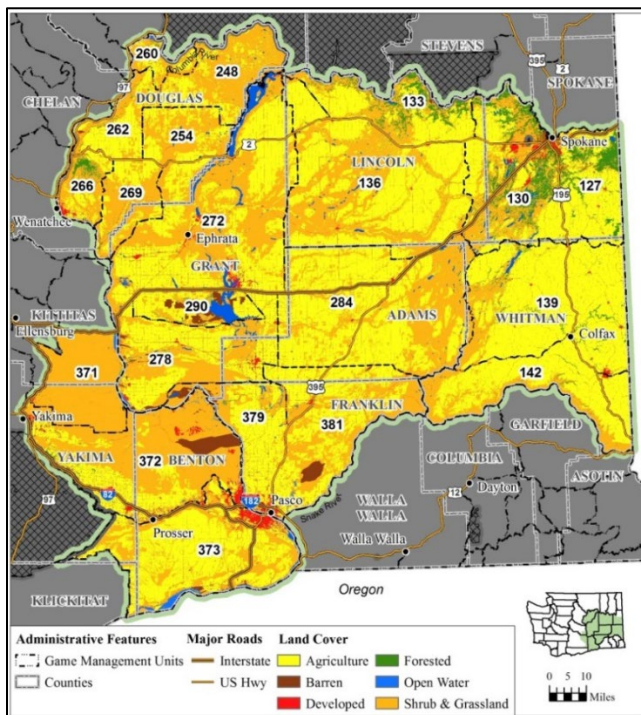 260
STEVENS
395
2
SPOKANE
Columbia River
248
97
DOUGLAS
CHELAN
133
262
254
2
Spokane
LINCOLN
136
266
269
130
127
195
Wenatchee
272
Ephrata
GRANT
KITTITAS
Ellensburg
290
284
ADAMS
139
WHITMAN
Colfax
278
371
142
395
379
FRANKLIN
381
Yakima
GARFIELD
YAKIMA
372
BENTON
COLUMBIA
ASOTIN
97
82
182
Pasco
12
Dayton
Snake River
WALLA
WALLA
Prosser
Walla Walla
373
Oregon
KLICKITAT
Administrative Features
Game Management Units
Counties
Major Roads
Interstate
US Hwy
Land Cover
Agriculture
Barren
Developed
Forested
Open Water
Shrub & Grassland
0 5 10
Miles